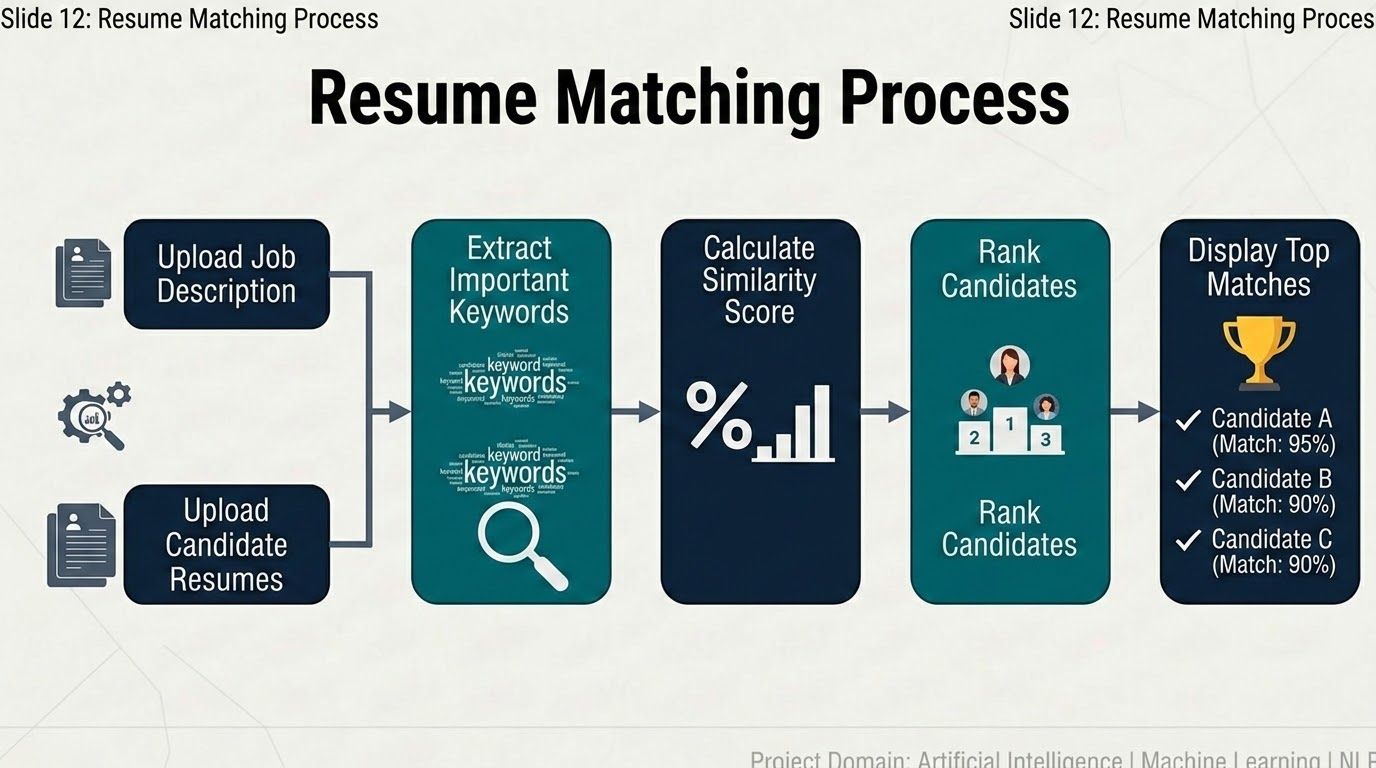 Slide 12: Resume Matching Process
Slide 12: Resume Matching Proces
Resume Matching Process
Upload Job
Description
JOB
Upload
Candidate
Resumes
Extract
Important
Keywords
keyword
keywords
keyword
keywords
Calculate
Similarity
Score
%
Rank
Candidates
1
2
3
Rank
Candidates
Display Top
Matches
Candidate A
(Match: 95%)
Candidate B
(Match: 90%)
Candidate C
(Match: 90%)
Project Domain: Artificial Intelligence | Machine Learning | NLP